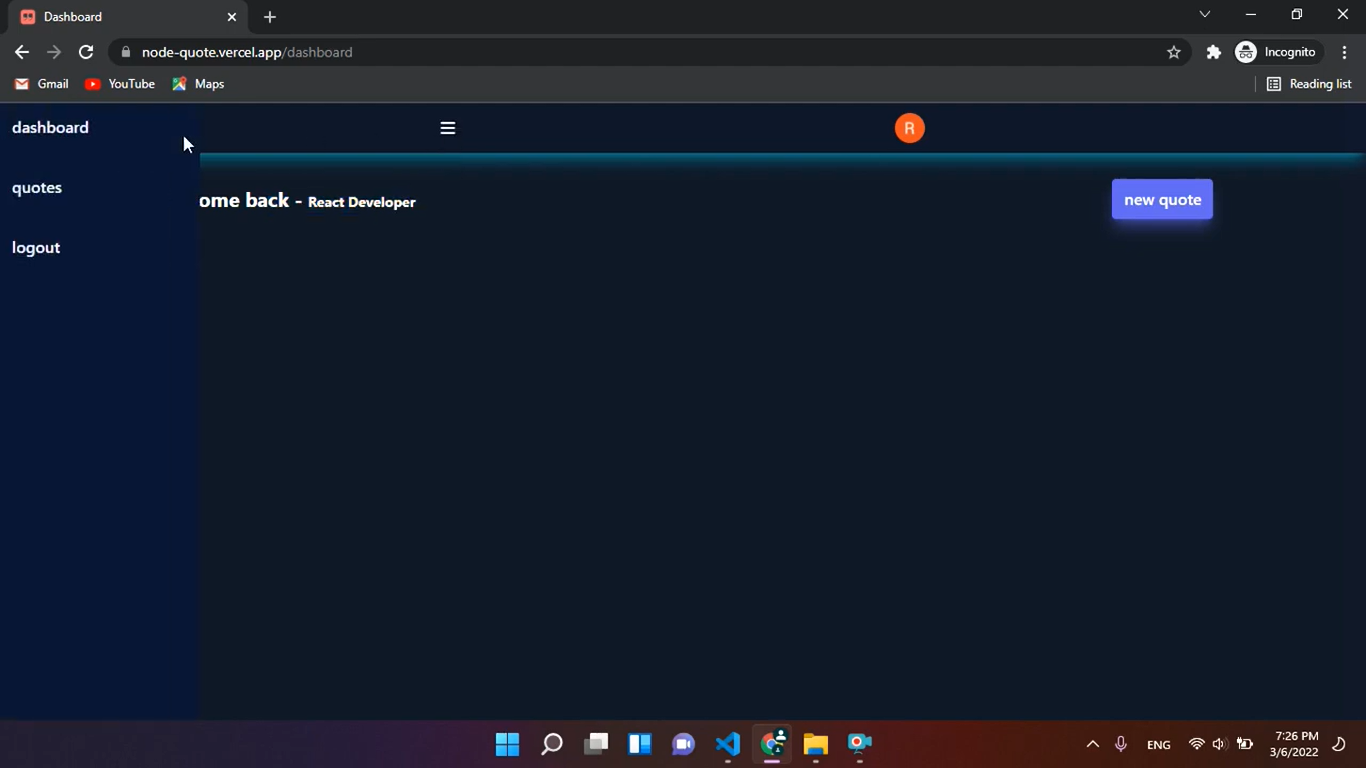 Dashboard
node-quote.vercel.app/dashboard
Incognito
Gmail
YouTube
Maps
Reading list
dashboard
R
quotes
ome back - React Developer
new quote
logout
ENG
7:26 PM
3/6/2022